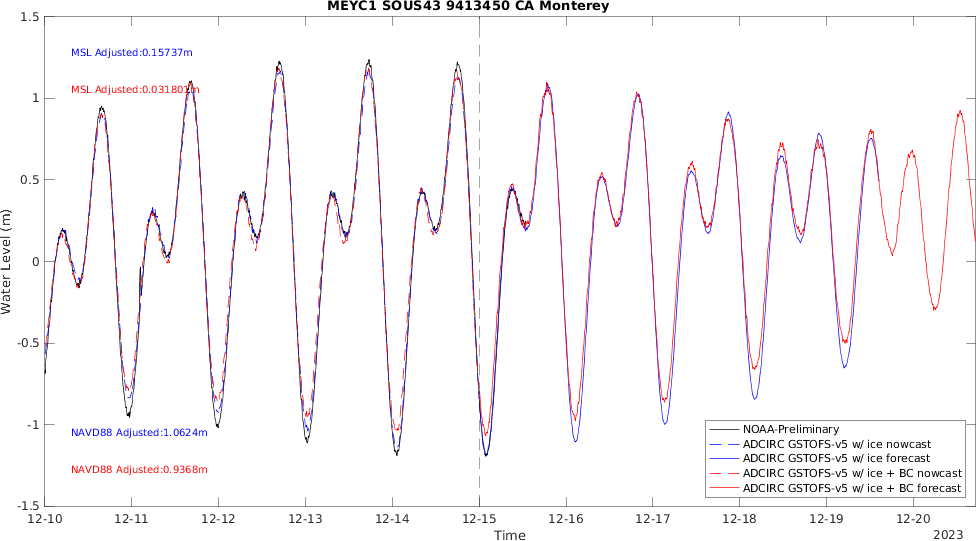 MEYC1 SOUS43 9413450 CA Monterey
1.5
1
0.5
0
-0.5
-1
-1.5
Water Level (m)
MSL Adjusted:0.15737m
MSL Adjusted:0.031801m
NAVD88 Adjusted:1.0624m
NAVD88 Adjusted:0.9368m
NOAA-Preliminary
ADCIRC GSTOFS-v5 w/ ice nowcast
ADCIRC GSTOFS-v5 w/ ice forecast
ADCIRC GSTOFS-v5 w/ ice + BC nowcast
ADCIRC GSTOFS-v5 w/ ice + BC forecast
12-10 12-11 12-12 12-13 12-14 12-15 12-16 12-17 12-18 12-19 12-20
Time
2023